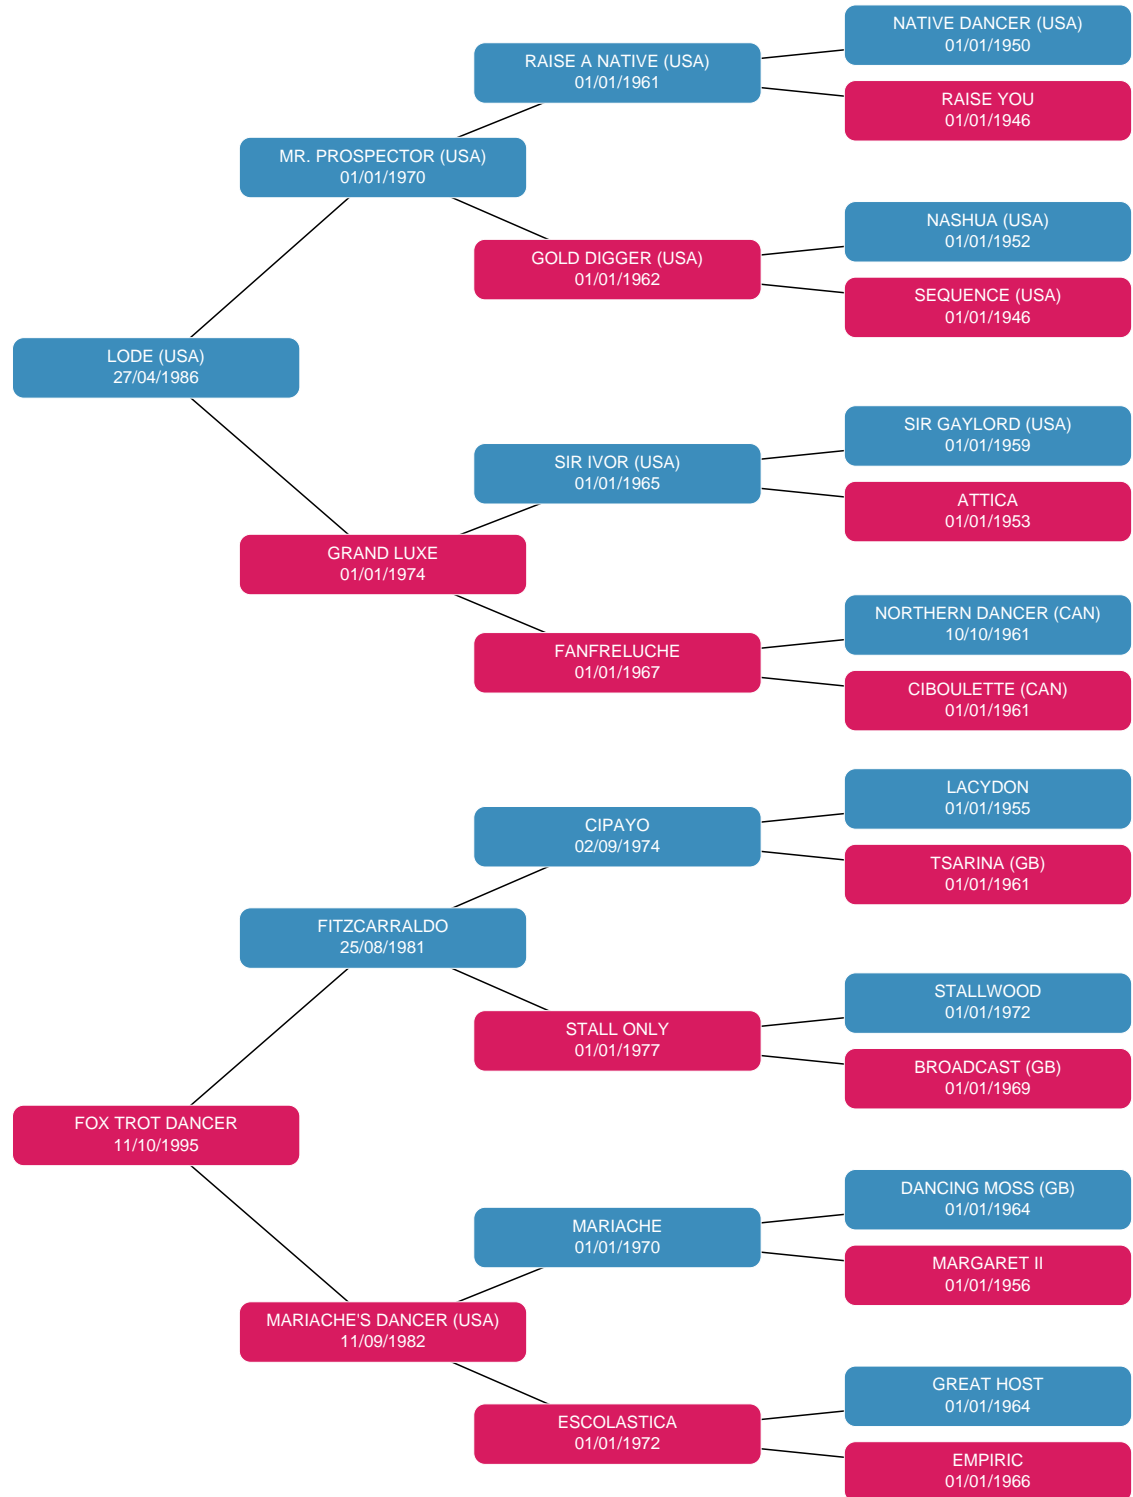 NATIVE DANCER (USA)
01/01/1950
RAISE A NATIVE (USA)
01/01/1961
RAISE YOU
01/01/1946
MR. PROSPECTOR (USA)
01/01/1970
NASHUA (USA)
01/01/1952
GOLD DIGGER (USA)
01/01/1962
SEQUENCE (USA)
01/01/1946
LODE (USA)
27/04/1986
SIR GAYLORD (USA)
01/01/1959
SIR IVOR (USA)
01/01/1965
ATTICA
01/01/1953
GRAND LUXE
01/01/1974
NORTHERN DANCER (CAN)
10/10/1961
FANFRELUCHE
01/01/1967
CIBOULETTE (CAN)
01/01/1961
LACYDON
01/01/1955
CIPAYO
02/09/1974
TSARINA (GB)
01/01/1961
FITZCARRALDO
25/08/1981
STALLWOOD
01/01/1972
STALL ONLY
01/01/1977
BROADCAST (GB)
01/01/1969
FOX TROT DANCER
11/10/1995
DANCING MOSS (GB)
01/01/1964
MARIACHE
01/01/1970
MARGARET II
01/01/1956
MARIACHE'S DANCER (USA)
11/09/1982
GREAT HOST
01/01/1964
ESCOLASTICA
01/01/1972
EMPIRIC
01/01/1966